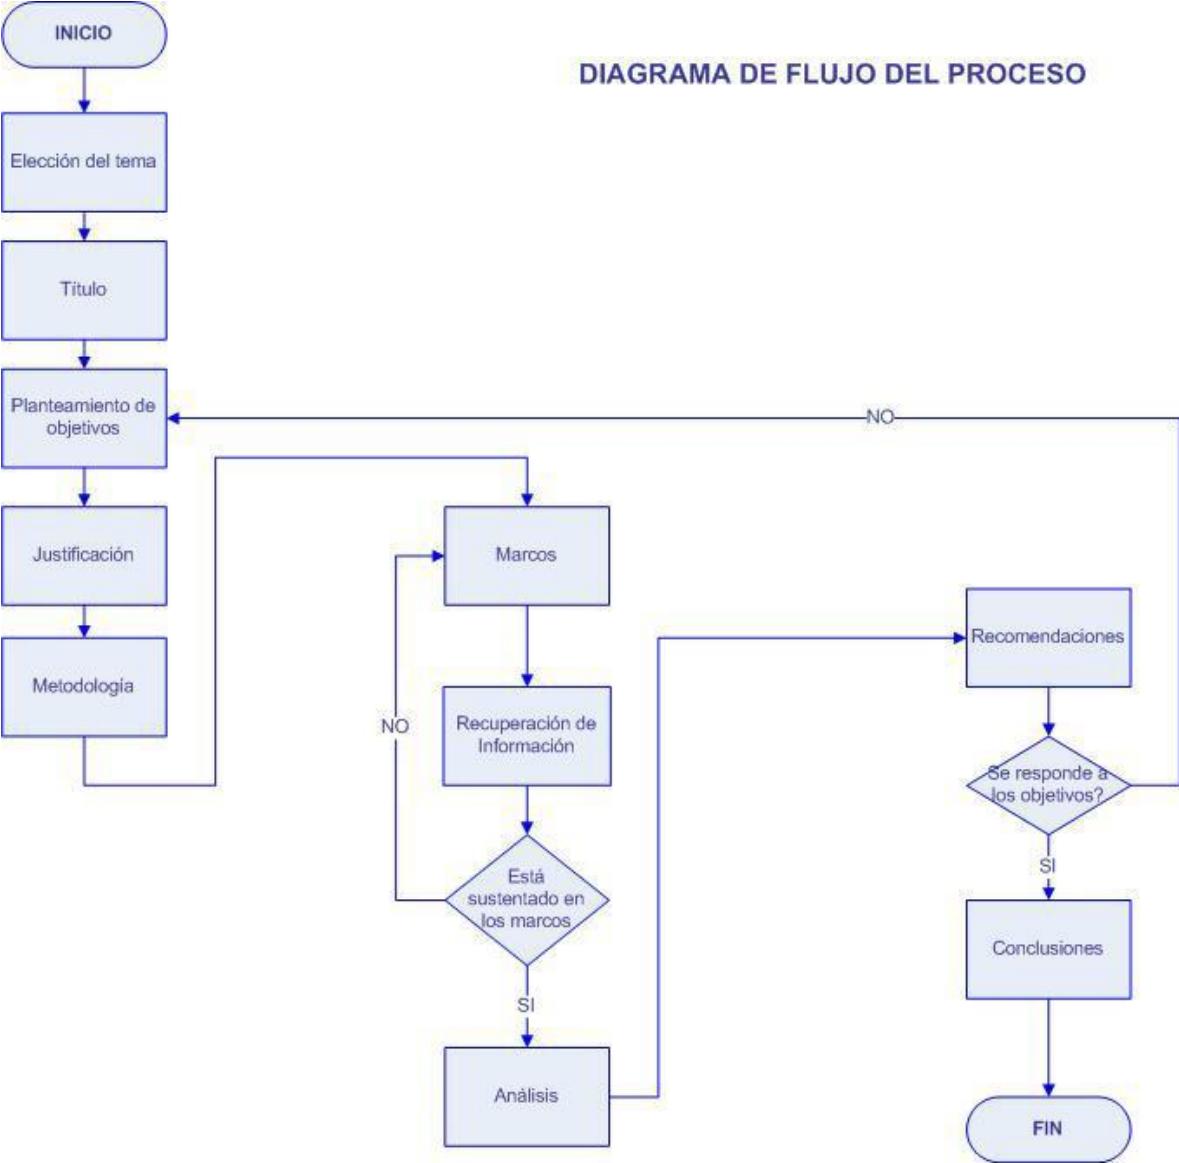 INICIO
DIAGRAMA DE FLUJO DEL PROCESO
Elección del tema
Título
Planteamiento de
objetivos
NO
Justificación
Metodología
Marcos
NO
Recuperación de
Información
Está
sustentado en
los marcos
SI
Análisis
Recomendaciones
Se responde a
los objetivos?
SI
Conclusiones
FIN